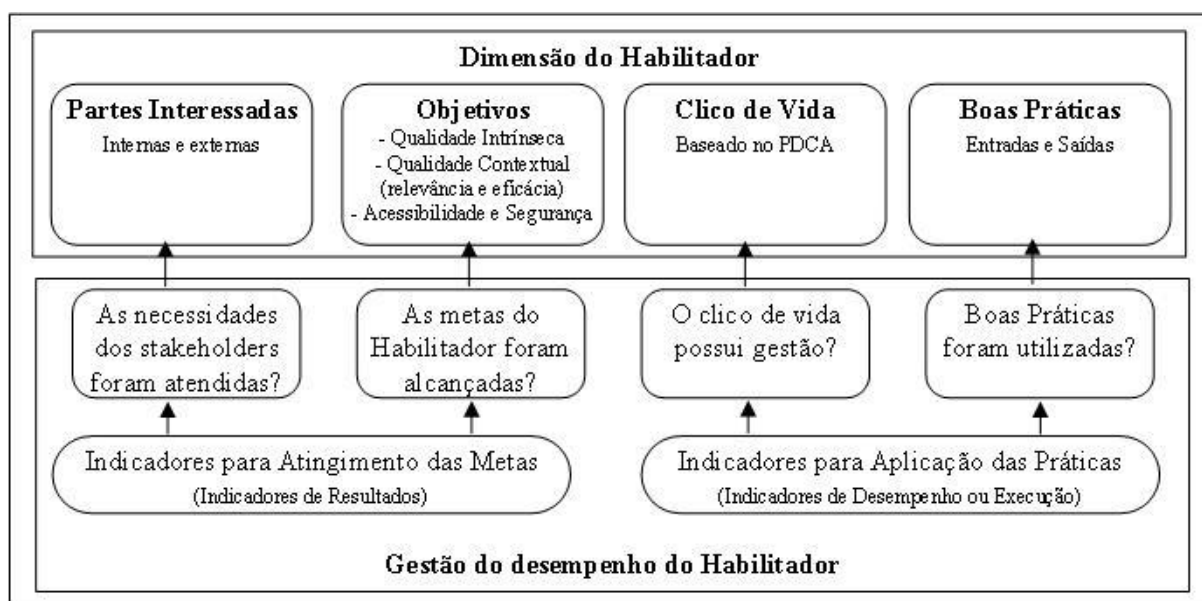 Dimensão do Habilitador
Partes Interessadas
Internas e externas
Objetivos
- Qualidade Intrínseca
- Qualidade Contextual
(relevância e eficácia)
- Acessibilidade e Segurança
Clico de Vida
Baseado no PDCA
Boas Práticas
Entradas e Saídas
As necessidades
dos stakeholders
foram atendidas?
As metas do
Habilitador foram
alcançadas?
O clico de vida
possui gestão?
Boas Práticas
foram utilizadas?
Indicadores para Atingimento das Metas
(Indicadores de Resultados)
Indicadores para Aplicação das Práticas
(Indicadores de Desempenho ou Execução)
Gestão do desempenho do Habilitador